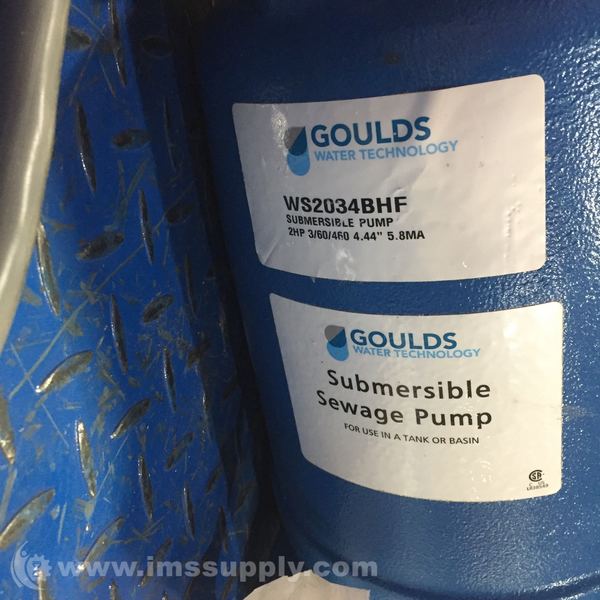 GOULDS
WATER TECHNOLOGY
WS2034BHF
SUBMERSIBLE PUMP
2HP 3/60/460 4.44" 5.8MA
GOULDS
WATER TECHNOLOGY
Submersible
Sewage Pump
FOR USE IN A TANK OR BASIN
www.imssupply.com